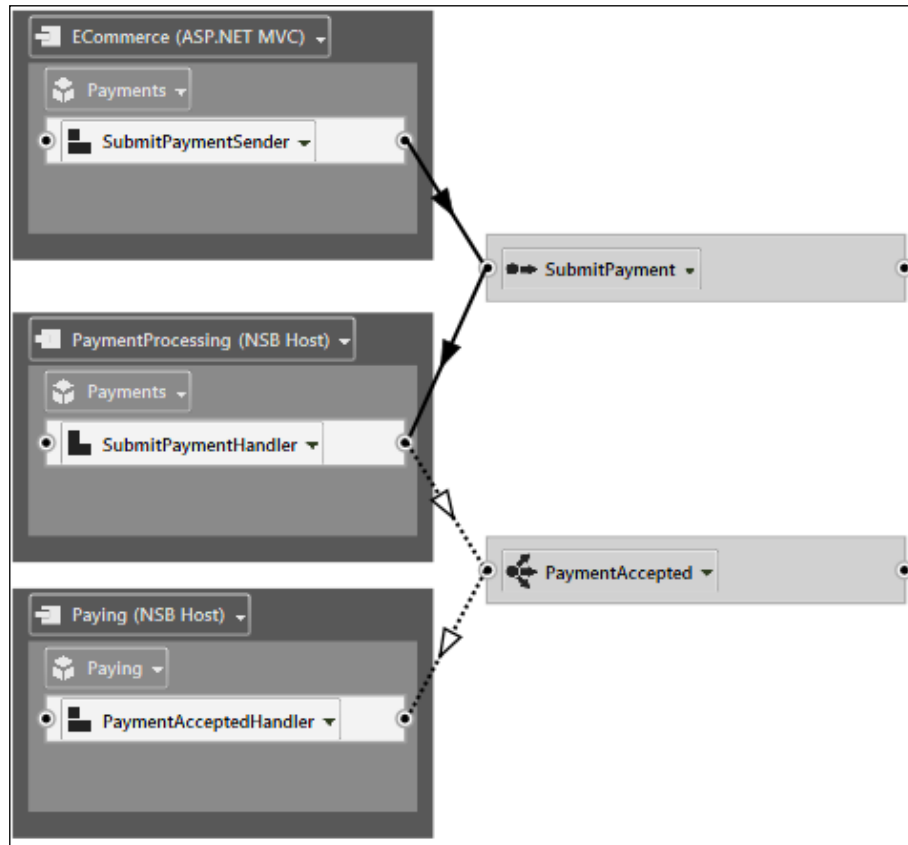 ECommerce (ASP.NET MVC)
Payments
SubmitPaymentSender
SubmitPayment
PaymentProcessing (NSB Host)
Payments
SubmitPaymentHandler
PaymentAccepted
Paying (NSB Host)
Paying
PaymentAcceptedHandler